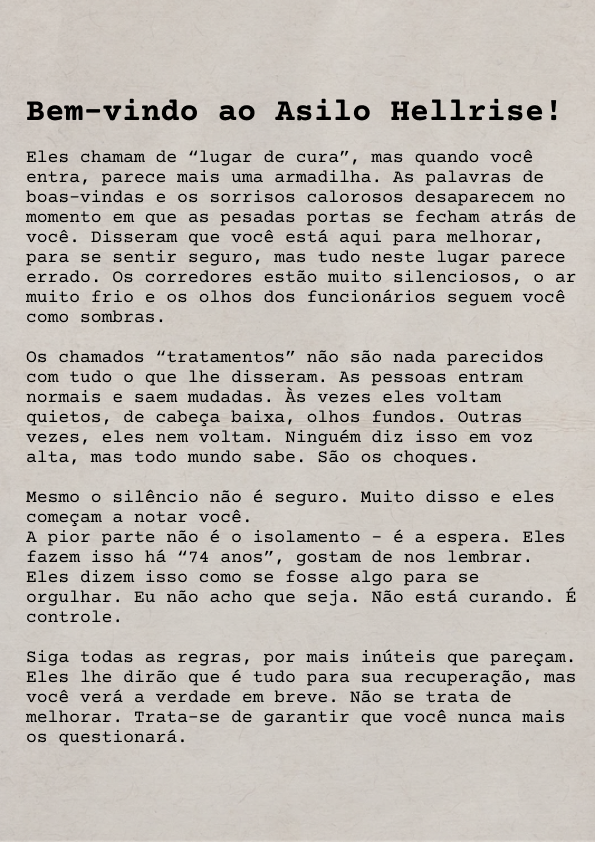 Bem-vindo ao Asilo Hellrise!
Eles chamam de “lugar de cura”, mas quando você
entra, parece mais uma armadilha. As palavras de
boas-vindas e os sorrisos calorosos desaparecem no
momento em que as pesadas portas se fecham atrás de
você. Disseram que você está aqui para melhorar,
para se sentir seguro, mas tudo neste lugar parece
errado. Os corredores estão muito silenciosos, o ar
muito frio e os olhos dos funcionários seguem você
como sombras.
Os chamados “tratamentos” não são nada parecidos
com tudo o que lhe disseram. As pessoas entram
normais e saem mudadas. Às vezes eles voltam
quietos, de cabeça baixa, olhos fundos. Outras
vezes, eles nem voltam. Ninguém diz isso em voz
alta, mas todo mundo sabe. São os choques.
Mesmo o silêncio não é seguro. Muito disso e eles
começam a notar você.
A pior parte não é o isolamento – é a espera. Eles
fazem isso há “74 anos”, gostam de nos lembrar.
Eles dizem isso como se fosse algo para se
orgulhar. Eu não acho que seja. Não está curando. É
controle.
Siga todas as regras, por mais inúteis que pareçam.
Eles lhe dirão que é tudo para sua recuperação, mas
você verá a verdade em breve. Não se trata de
melhorar. Trata-se de garantir que você nunca mais
os questionará.